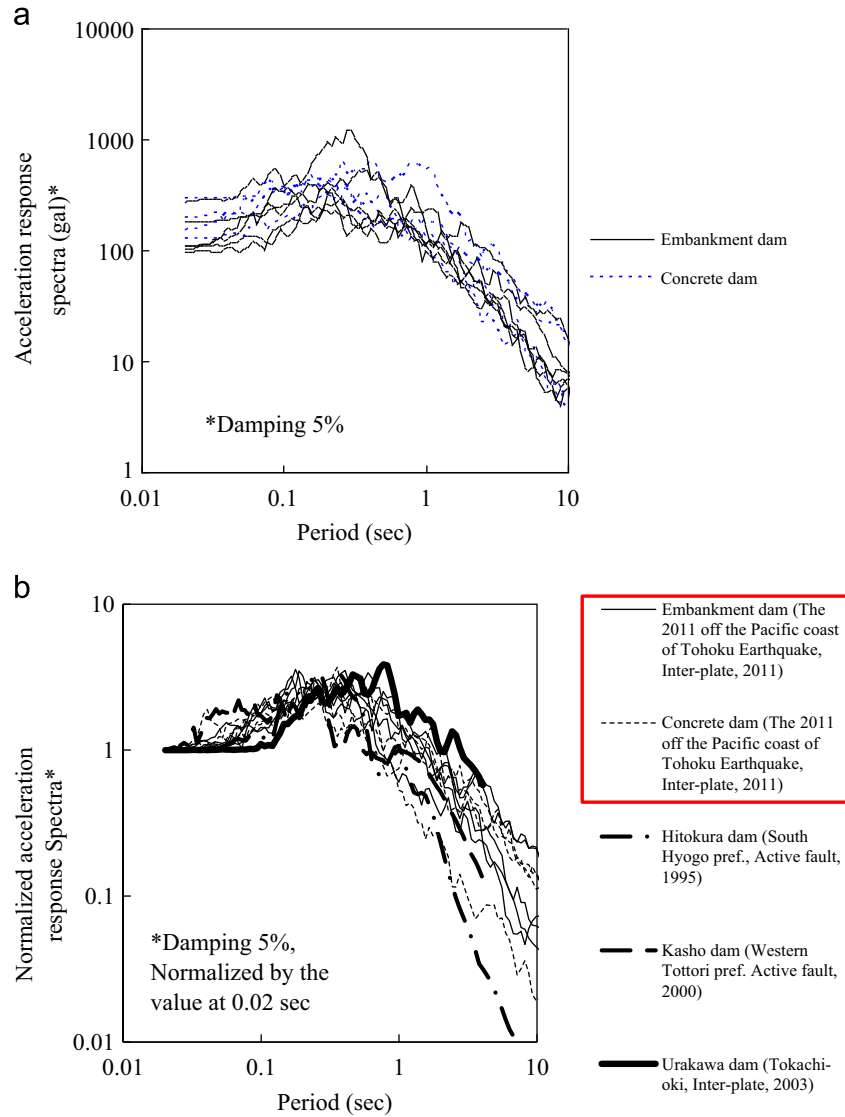 a
10000
1000
100
10
1
Acceleration response
spectra (gal)*
*Damping 5%
0.01
0.1
1
10
Period (sec)
Embankment dam
Concrete dam
b
10
1
0.1
0.01
Normalized acceleration
response Spectra*
*Damping 5%,
Normalized by the
value at 0.02 sec
0.01
0.1
1
10
Period (sec)
Embankment dam (The
2011 off the Pacific coast
of Tohoku Earthquake,
Inter-plate, 2011)
Concrete dam (The 2011
off the Pacific coast of
Tohoku Earthquake,
Inter-plate, 2011)
Hitokura dam (South
Hyogo pref., Active fault,
1995)
Kasho dam (Western
Tottori pref. Active fault,
2000)
Urakawa dam (Tokachi-
oki, Inter-plate, 2003)